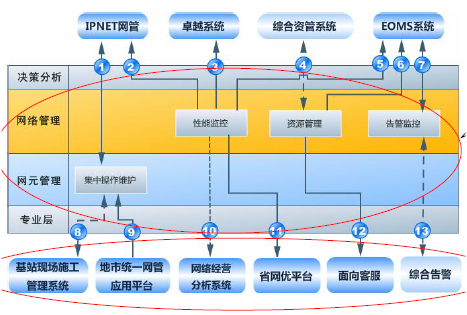 IPNET网管 卓越系统 综合资管系统 EOMS系统
1 2 3 4 5 6 7
决策分析
网络管理 性能监控 资源管理 告警监控
网元管理 集中操作维护
专业层
8 9 10 11 12 13
基站现场施工 地市统一网管 网络经营 省网优平台 面向客服 综合告警
管理系统 应用平台 分析系统